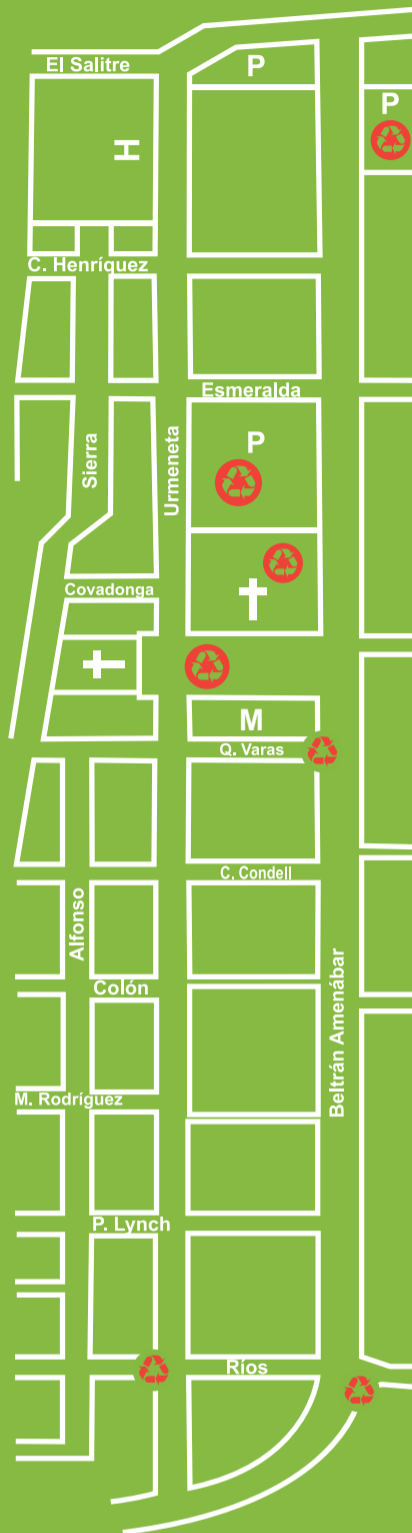 El Salitre
P
P
H
C. Henríquez
Esmeralda
P
Sierra
Urmeneta
Covadonga
M
Q. Varas
C. Condell
Alfonso
Colón
Beltrán Amenábar
M. Rodríguez
P. Lynch
Ríos